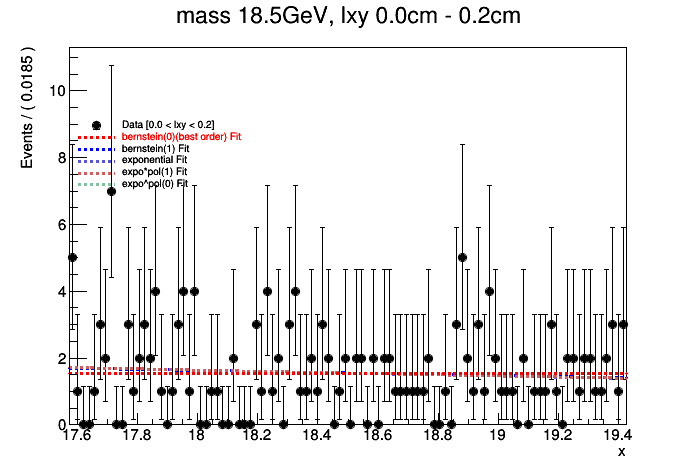 mass 18.5GeV, lxy 0.0cm - 0.2cm
Events / ( 0.0185 )
10
8
6
4
2
0
Data [0.0 < lxy < 0.2]
bernstein(0)(best order) Fit
bernstein(1) Fit
exponential Fit
expo*pol(1) Fit
expo^pol(0) Fit
17.6 17.8 18 18.2 18.4 18.6 18.8 19 19.2 19.4
x